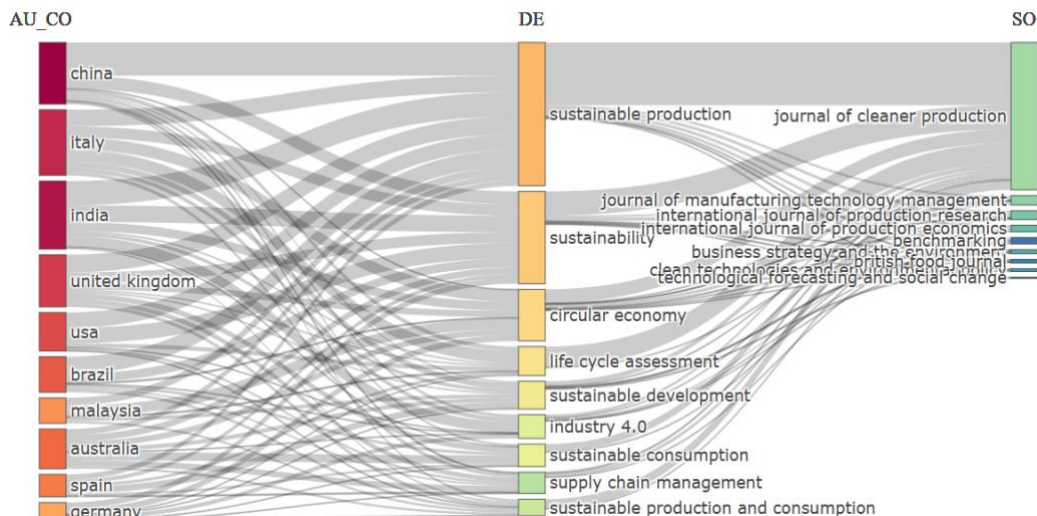 AU_CO
DE
SO
china
italy
india
united kingdom
usa
brazil
malaysia
australia
spain
germany
sustainable production
sustainability
circular economy
life cycle assessment
sustainable development
industry 4.0
sustainable consumption
supply chain management
sustainable production and consumption
journal of cleaner production
journal of manufacturing technology management
international journal of production research
international journal of production economics
benchmarking
business strategy and the environment
british food journal
clean technologies and environmental policy
technological forecasting and social change